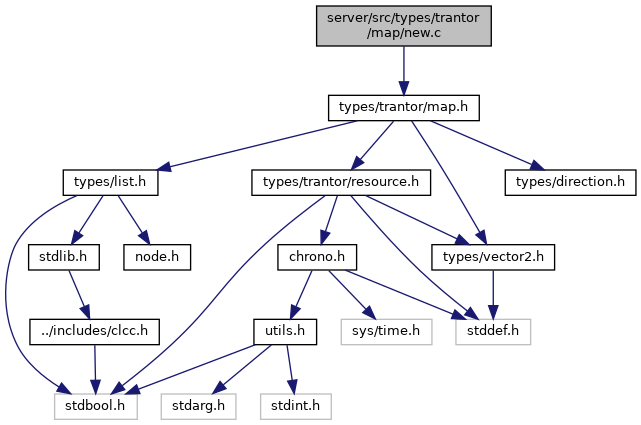 server/src/types/trantor
/map/new.c
types/trantor/map.h
types/list.h
types/trantor/resource.h
types/direction.h
stdlib.h
node.h
chrono.h
types/vector2.h
../includes/clcc.h
utils.h
sys/time.h
stddef.h
stdbool.h
stdarg.h
stdint.h